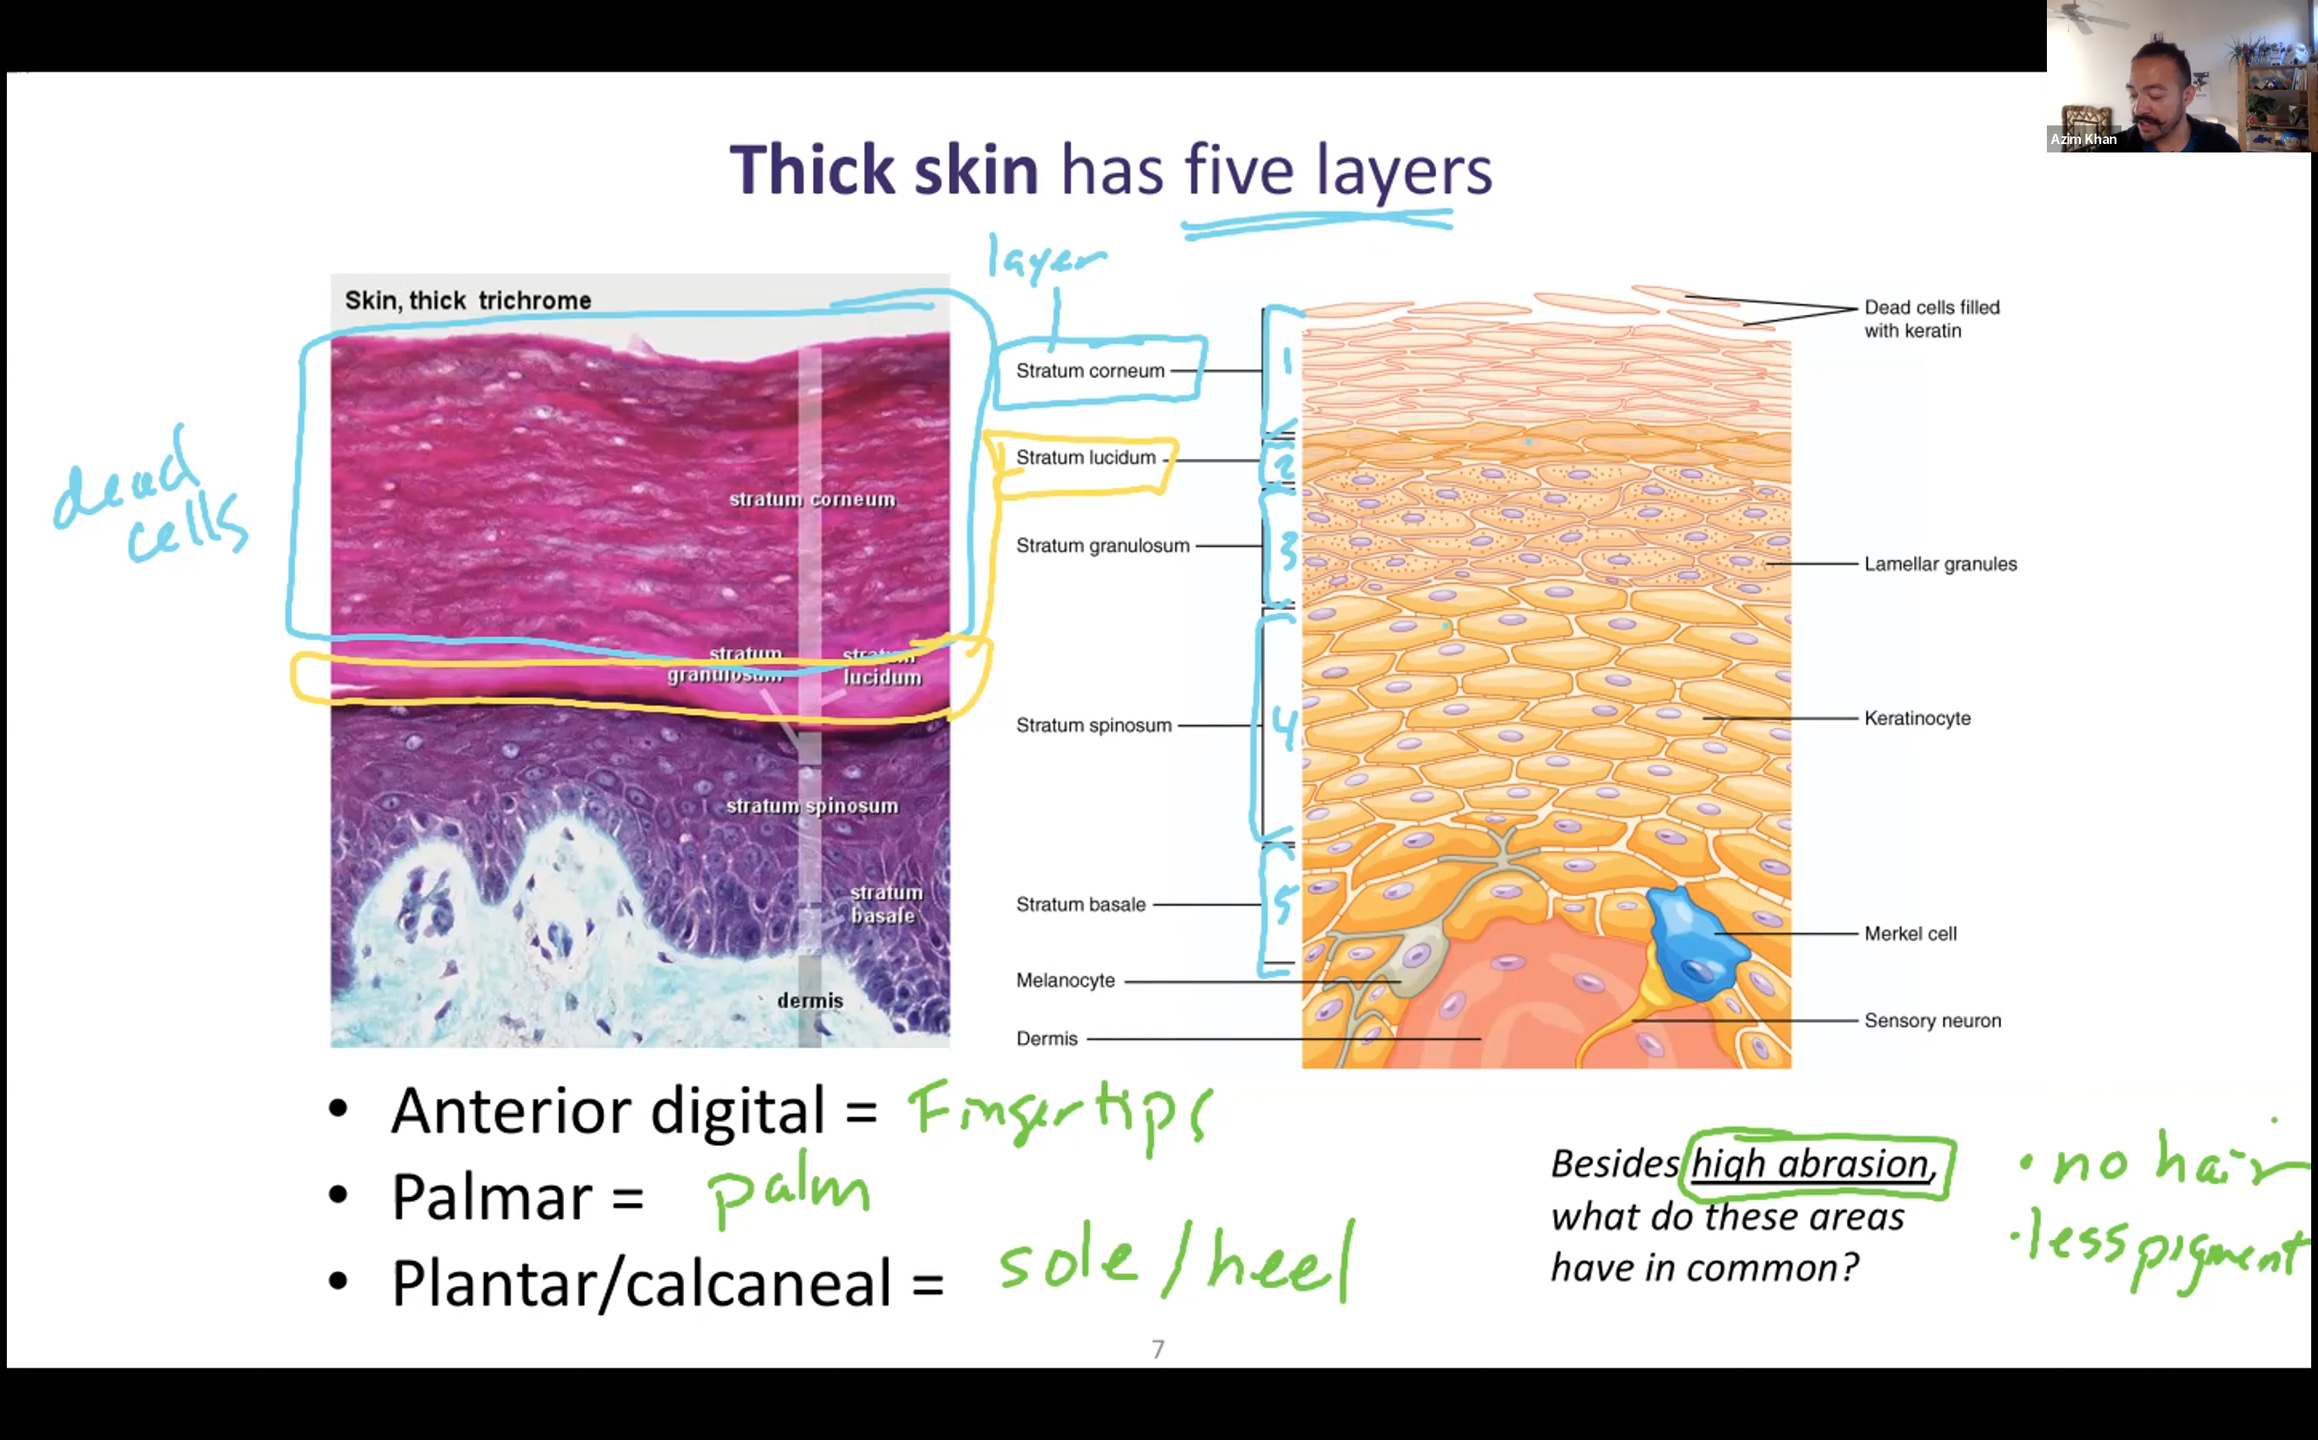 Azim Khan
Thick skin has five layers
layer
Skin, thick trichrome
dead
cells
stratum corneum
stratum
granulosum
stratum
lucidum
stratum spinosum
stratum
basale
dermis
Stratum corneum
Stratum lucidum
Stratum granulosum
Stratum spinosum
Stratum basale
Melanocyte
Dermis
1
2
3
4
5
Dead cells filled
with keratin
Lamellar granules
Keratinocyte
Merkel cell
Sensory neuron
• Anterior digital = Fingertips
• Palmar = palm
• Plantar/calcaneal = sole/heel
Besides high abrasion,
what do these areas
have in common?
• no hair
• less pigment
7